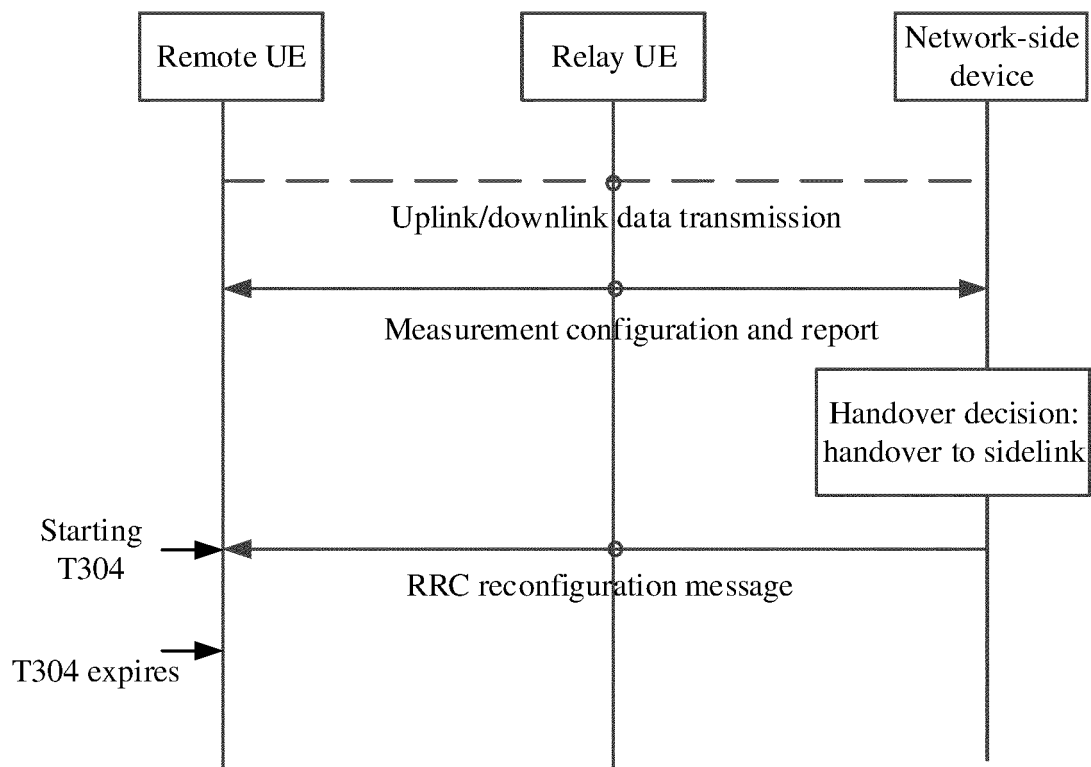 Remote UE
Relay UE
Network-side
device
Uplink/downlink data transmission
Measurement configuration and report
Handover decision:
handover to sidelink
Starting
T304
RRC reconfiguration message
T304 expires